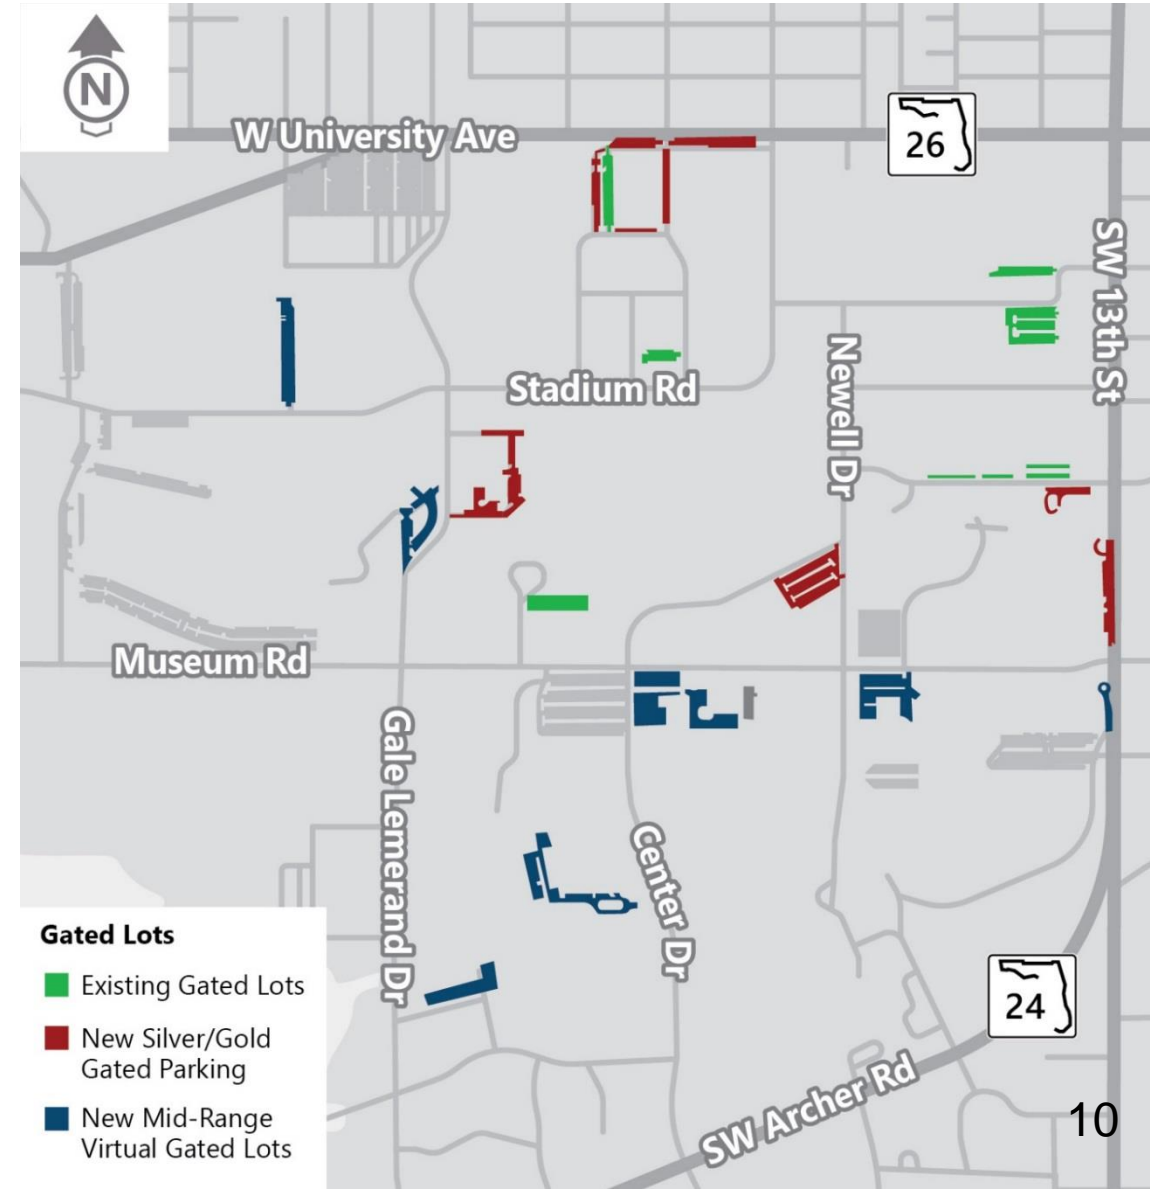 N
W University Ave
26
SW 13th St
Newell Dr
Stadium Rd
Museum Rd
Gale Lemerand Dr
Center Dr
24
SW Archer Rd
Gated Lots
Existing Gated Lots
New Silver/Gold
Gated Parking
New Mid-Range
Virtual Gated Lots
10